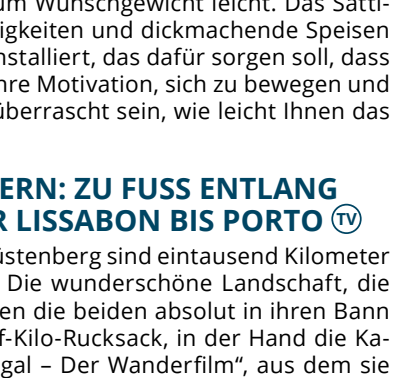 um Wunschgewicht leicht. Das Sätti-
igkeiten und dickmachende Speisen
nstalliert, das dafür sorgen soll, dass
hre Motivation, sich zu bewegen und
überrascht sein, wie leicht Ihnen das
ERN: ZU FUSS ENTLANG
R LISSABON BIS PORTO TV
üstenberg sind eintausend Kilometer
Die wunderschöne Landschaft, die
en die beiden absolut in ihren Bann
f-Kilo-Rucksack, in der Hand die Ka-
gal – Der Wanderfilm“, aus dem sie